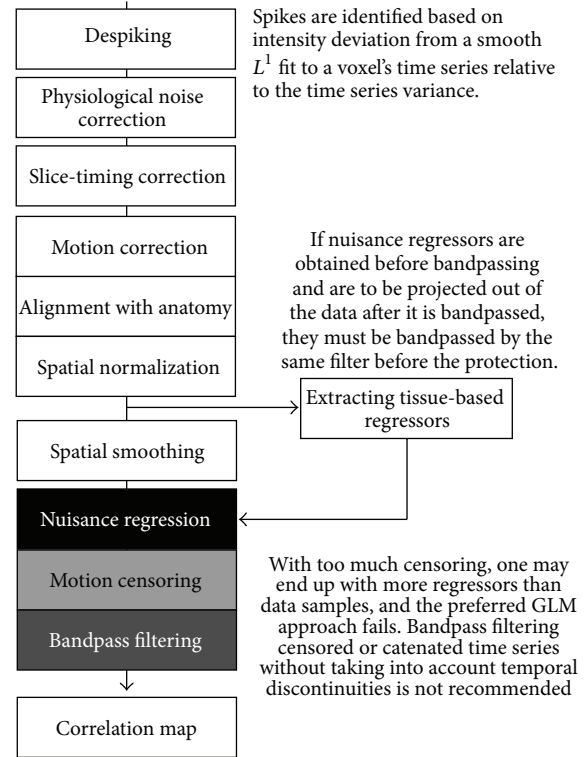 Despiking
Spikes are identified based on
intensity deviation from a smooth
L¹ fit to a voxel's time series relative
to the time series variance.
Physiological noise
correction
Slice-timing correction
Motion correction
Alignment with anatomy
Spatial normalization
If nuisance regressors are
obtained before bandpassing
and are to be projected out of
the data after it is bandpassed,
they must be bandpassed by the
same filter before the protection.
Extracting tissue-based
regressors
Spatial smoothing
Nuisance regression
Motion censoring
Bandpass filtering
With too much censoring, one may
end up with more regressors than
data samples, and the preferred GLM
approach fails. Bandpass filtering
censored or catenated time series
without taking into account temporal
discontinuities is not recommended
Correlation map